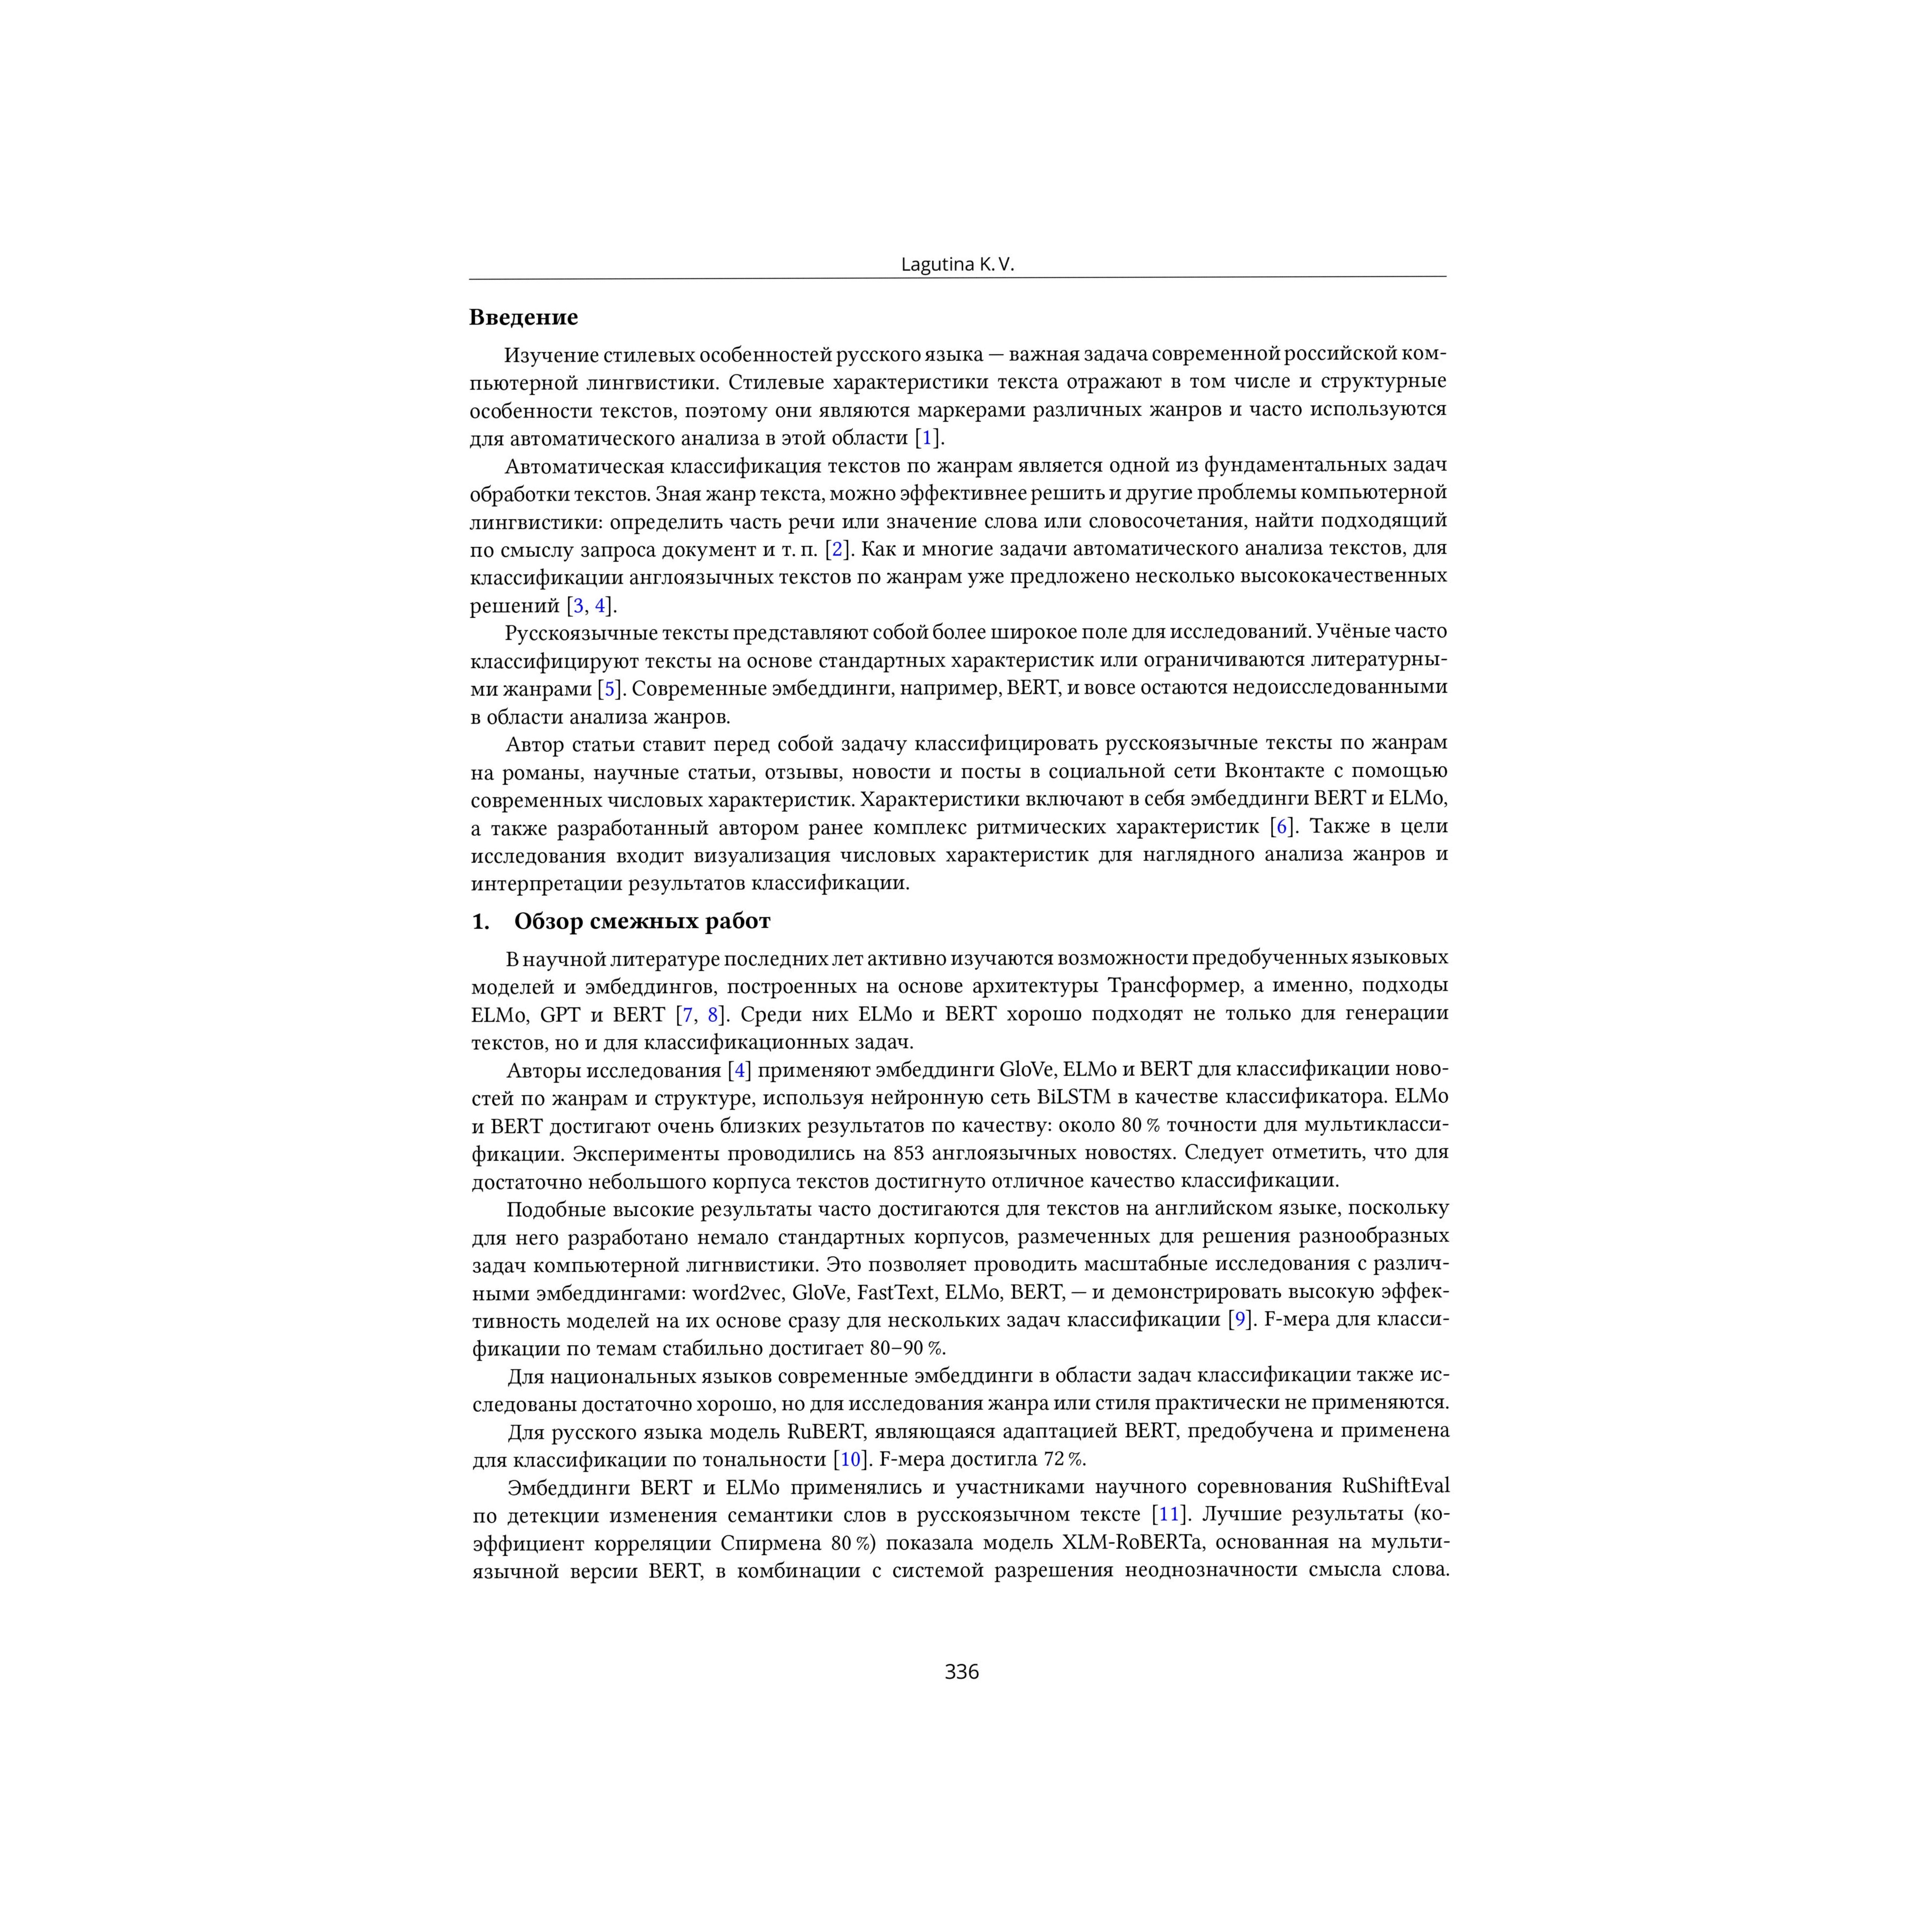 Lagutina K. V.
Введение
Изучение стилевых особенностей русского языка — важная задача современной российской ком-
пьютерной лингвистики. Стилевые характеристики текста отражают в том числе и структурные
особенности текстов, поэтому они являются маркерами различных жанров и часто используются
для автоматического анализа в этой области [1].
Автоматическая классификация текстов по жанрам является одной из фундаментальных задач
обработки текстов. Зная жанр текста, можно эффективнее решить и другие проблемы компьютерной
лингвистики: определить часть речи или значение слова или словосочетания, найти подходящий
по смыслу запроса документ и т. п. [2]. Как и многие задачи автоматического анализа текстов, для
классификации англоязычных текстов по жанрам уже предложено несколько высококачественных
решений [3, 4].
Русскоязычные тексты представляют собой более широкое поле для исследований. Учёные часто
классифицируют тексты на основе стандартных характеристик или ограничиваются литературны-
ми жанрами [5]. Современные эмбеддинги, например, BERT, и вовсе остаются недоисследованными
в области анализа жанров.
Автор статьи ставит перед собой задачу классифицировать русскоязычные тексты по жанрам
на романы, научные статьи, отзывы, новости и посты в социальной сети Вконтакте с помощью
современных числовых характеристик. Характеристики включают в себя эмбеддинги BERT и ELMo,
а также разработанный автором ранее комплекс ритмических характеристик [6]. Также в цели
исследования входит визуализация числовых характеристик для наглядного анализа жанров и
интерпретации результатов классификации.
1. Обзор смежных работ
В научной литературе последних лет активно изучаются возможности предобученных языковых
моделей и эмбеддингов, построенных на основе архитектуры Трансформер, а именно, подходы
ELMo, GPT и BERT [7, 8]. Среди них ELMo и BERT хорошо подходят не только для генерации
текстов, но и для классификационных задач.
Авторы исследования [4] применяют эмбеддинги GloVe, ELMo и BERT для классификации ново-
стей по жанрам и структуре, используя нейронную сеть BiLSTM в качестве классификатора. ELMo
и BERT достигают очень близких результатов по качеству: около 80 % точности для мультикласси-
фикации. Эксперименты проводились на 853 англоязычных новостях. Следует отметить, что для
достаточно небольшого корпуса текстов достигнуто отличное качество классификации.
Подобные высокие результаты часто достигаются для текстов на английском языке, поскольку
для него разработано немало стандартных корпусов, размеченных для решения разнообразных
задач компьютерной лигнвистики. Это позволяет проводить масштабные исследования с различ-
ными эмбеддингами: word2vec, GloVe, FastText, ELMo, BERT, — и демонстрировать высокую эффек-
тивность моделей на их основе сразу для нескольких задач классификации [9]. F-мера для класси-
фикации по темам стабильно достигает 80–90 %.
Для национальных языков современные эмбеддинги в области задач классификации также ис-
следованы достаточно хорошо, но для исследования жанра или стиля практически не применяются.
Для русского языка модель RuBERT, являющаяся адаптацией BERT, предобучена и применена
для классификации по тональности [10]. F-мера достигла 72 %.
Эмбеддинги BERT и ELMo применялись и участниками научного соревнования RuShiftEval
по детекции изменения семантики слов в русскоязычном тексте [11]. Лучшие результаты (ко-
эффициент корреляции Спирмена 80 %) показала модель XLM-RoBERTa, основанная на мульти-
язычной версии BERT, в комбинации с системой разрешения неоднозначности смысла слова.
336